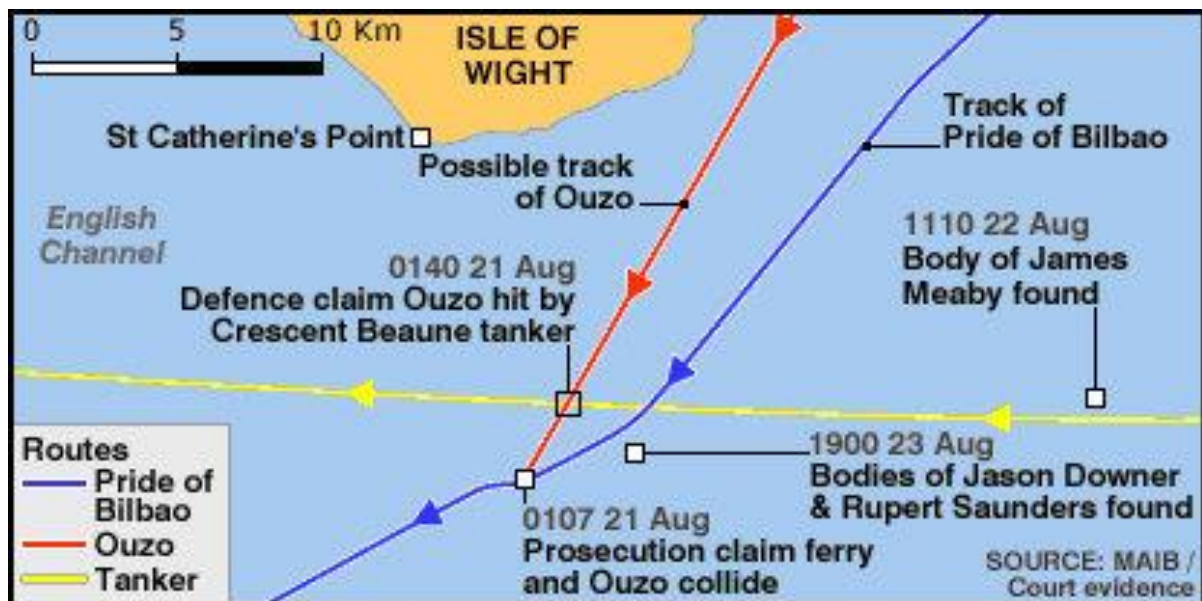 0 5 10 Km
ISLE OF
WIGHT
St Catherine's Point
Possible track
of Ouzo
Track of
Pride of Bilbao
English
Channel
0140 21 Aug
Defence claim Ouzo hit by
Crescent Beaune tanker
1110 22 Aug
Body of James
Meaby found
1900 23 Aug
Bodies of Jason Downer
& Rupert Saunders found
0107 21 Aug
Prosecution claim ferry
and Ouzo collide
Routes
Pride of
Bilbao
Ouzo
Tanker
SOURCE: MAIB /
Court evidence